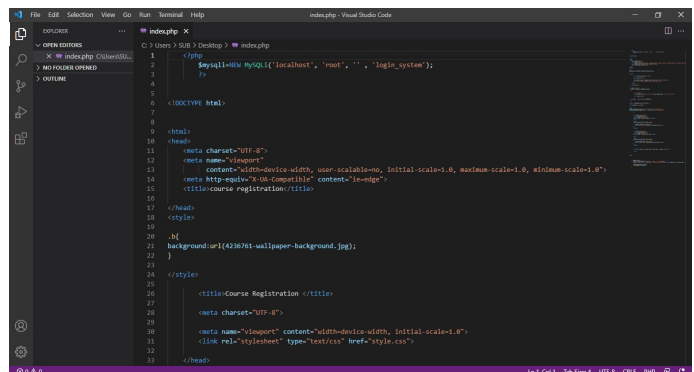 File Edit Selection View Go Run Terminal Help
index.php - Visual Studio Code
EXPLORER
OPEN EDITORS
index.php C:\Users\SU...
NO FOLDER OPENED
OUTLINE
index.php
C: > Users > SUB > Desktop > index.php
1 <?php
2 $mysqli=NEW MySQLi('localhost', 'root', '' , 'login_system');
3 ?>
4
5
6 <!DOCTYPE html>
7
8
9 <html>
10 <head>
11 <meta charset="UTF-8">
12 <meta name="viewport"
13 content="width=device-width, user-scalable=no, initial-scale=1.0, maximum-scale=1.0, minimum-scale=1.0">
14 <meta http-equiv="X-UA-Compatible" content="ie=edge">
15 <title>course registration</title>
16
17 </head>
18 <style>
19
20 .b{
21 background:url(4236761-wallpaper-background.jpg);
22 }
23
24 </style>
25
26 <title>Course Registration </title>
27
28 <meta charset="UTF-8">
29
30 <meta name="viewport" content="width=device-width, initial-scale=1.0">
31 <link rel="stylesheet" type="text/css" href="style.css">
32
33 </head>